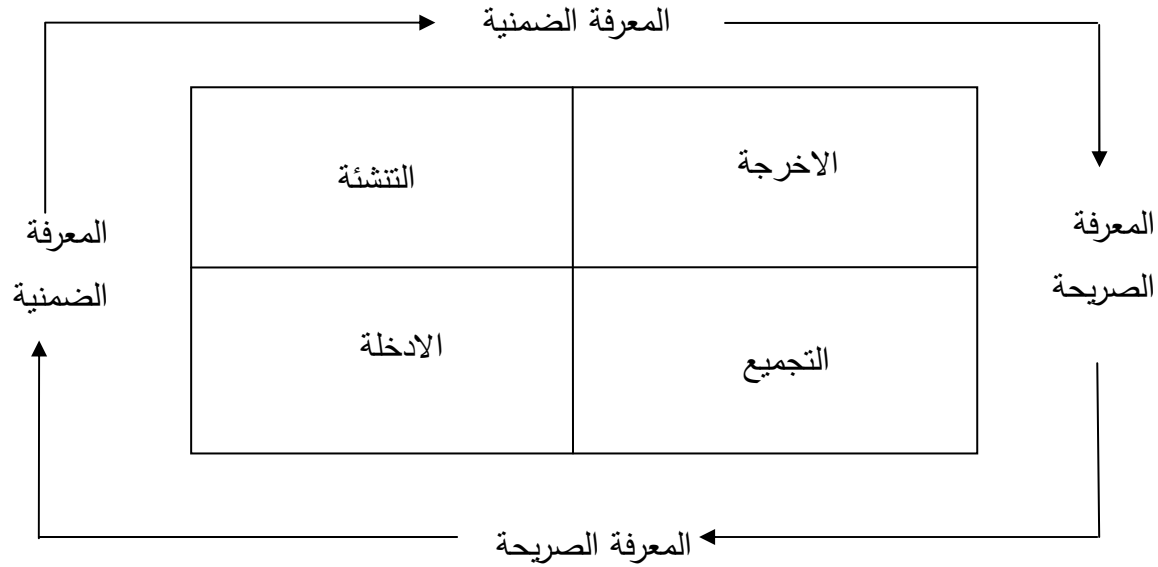 المعرفة الضمنية
الاخرجة
التنشئة
المعرفة
الصريحة
المعرفة
الضمنية
التجميع
الادخلة
المعرفة الصريحة